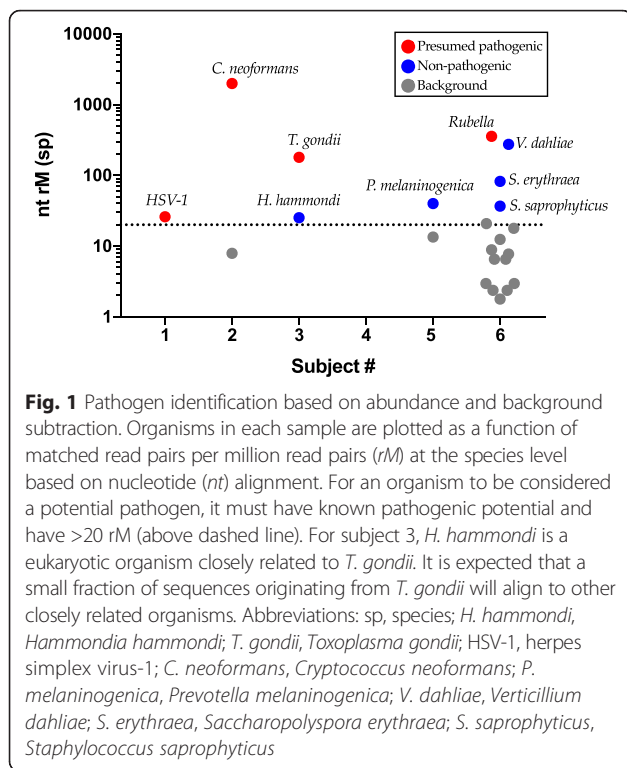 10000
1000
100
10
1
nt rM (sp)
Presumed pathogenic
Non-pathogenic
Background
C. neoformans
T. gondii
Rubella
V. dahliae
HSV-1
H. hammondi
P. melaninogenica
S. erythraea
S. saprophyticus
1 2 3 4 5 6
Subject #
Fig. 1 Pathogen identification based on abundance and background
subtraction. Organisms in each sample are plotted as a function of
matched read pairs per million read pairs (rM) at the species level
based on nucleotide (nt) alignment. For an organism to be considered
a potential pathogen, it must have known pathogenic potential and
have >20 rM (above dashed line). For subject 3, H. hammondi is a
eukaryotic organism closely related to T. gondii. It is expected that a
small fraction of sequences originating from T. gondii will align to other
closely related organisms. Abbreviations: sp, species; H. hammondi,
Hammondia hammondi; T. gondii, Toxoplasma gondii; HSV-1, herpes
simplex virus-1; C. neoformans, Cryptococcus neoformans; P.
melaninogenica, Prevotella melaninogenica; V. dahliae, Verticillium
dahliae; S. erythraea, Saccharopolyspora erythraea; S. saprophyticus,
Staphylococcus saprophyticus